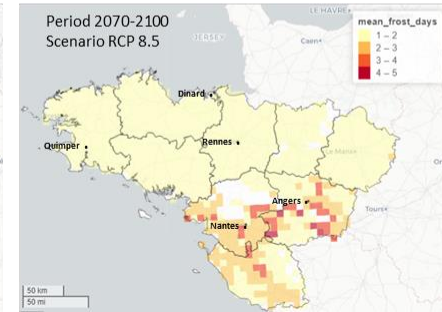 Period 2070-2100
Scenario RCP 8.5
LE HAVRE
JERSEY
Caen
mean_frost_days
1 – 2
2 – 3
3 – 4
4 – 5
Dinard
Quimper
Rennes
Le Mans
Angers
Tours
Nantes
50 km
50 mi